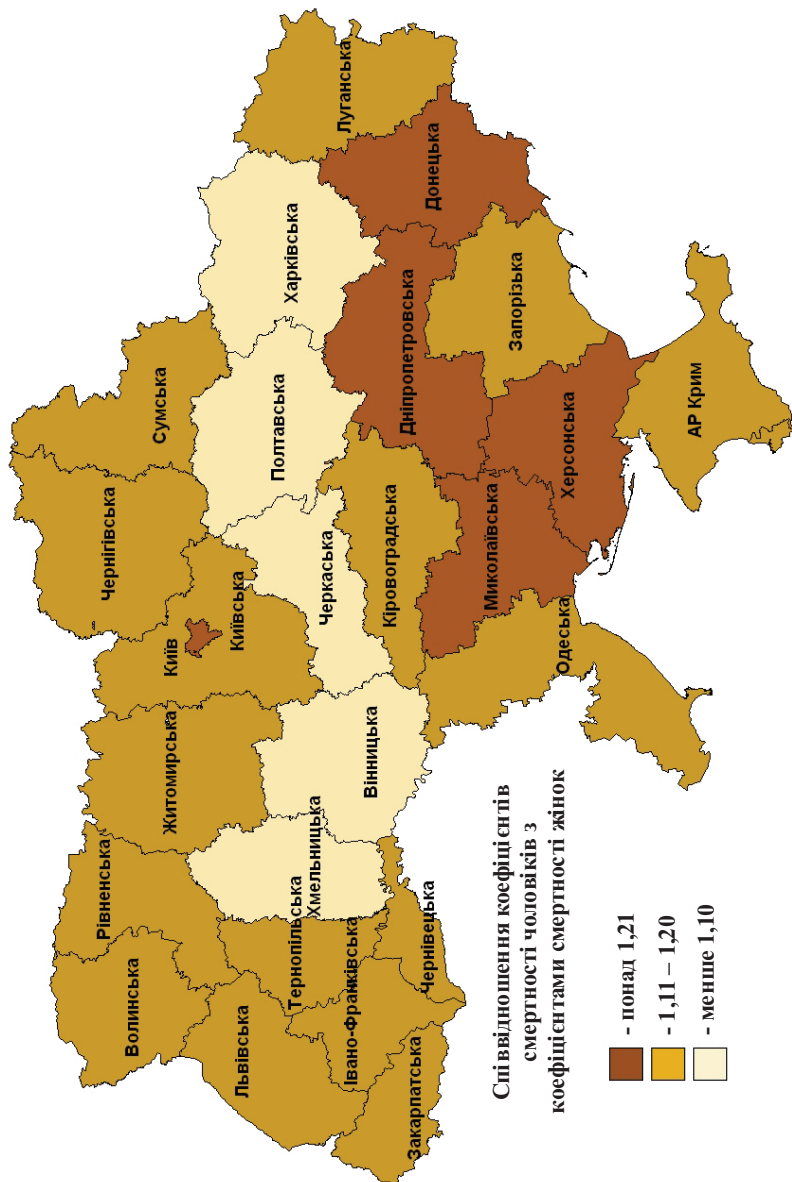 Волинська
Рівненська
Житомирська
Київ
Київська
Чернігівська
Сумська
Львівська
Тернопільська
Хмельницька
Вінницька
Черкаська
Полтавська
Харківська
Луганська
Закарпатська
Івано-Франківська
Чернівецька
Кіровоградська
Дніпропетровська
Донецька
Одеська
Миколаївська
Херсонська
Запорізька
АР Крим
Співвідношення коефіцієнтів
смертності чоловіків з
коефіцієнтами смертності жінок
- понад 1,21
- 1,11 – 1,20
- менше 1,10